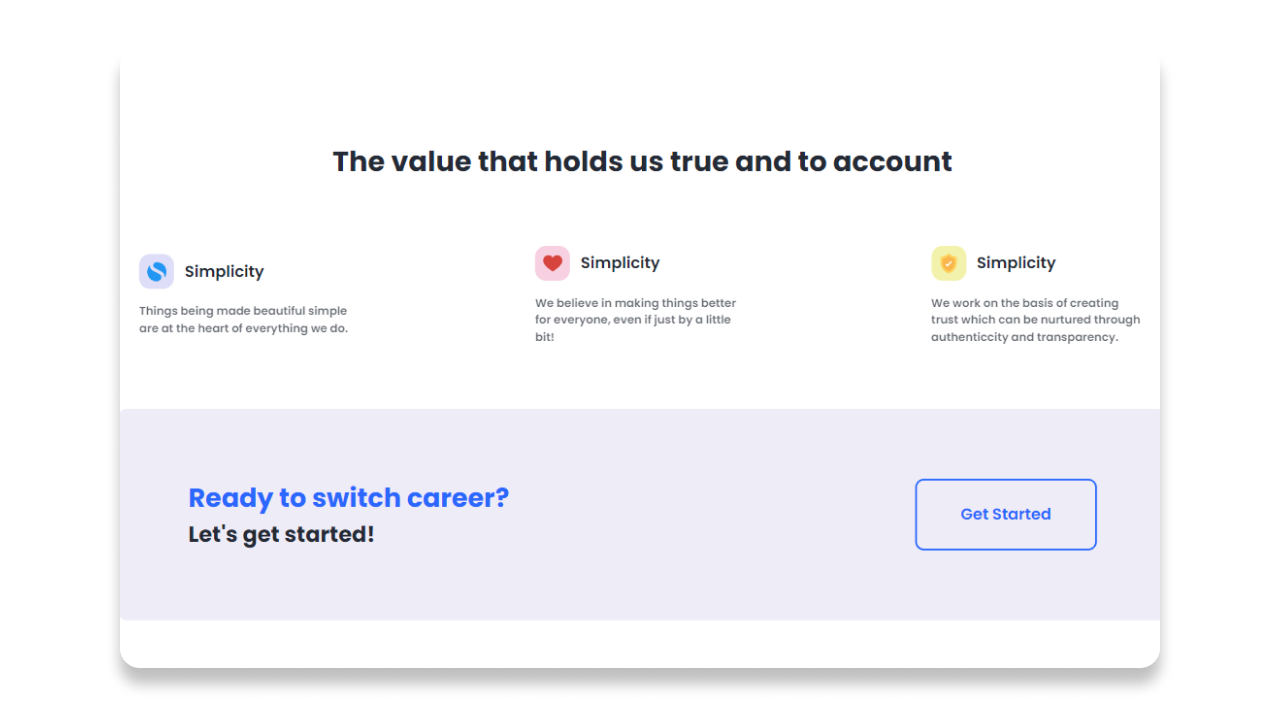 The value that holds us true and to account
Simplicity
Things being made beautiful simple
are at the heart of everything we do.
Simplicity
We believe in making things better
for everyone, even if just by a little
bit!
Simplicity
We work on the basis of creating
trust which can be nurtured through
authenticcity and transparency.
Ready to switch career?
Let's get started!
Get Started